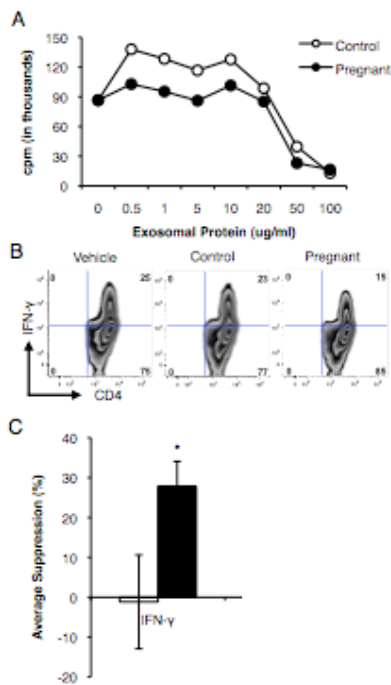 A
150
120
90
60
30
0
cpm (in thousands)
Control
Pregnant
0 0.5 1 5 10 20 50 100
Exosomal Protein (ug/ml)
B
Vehicle Control Pregnant
0 25 0 23 0 15
0 75 0 77 0 85
IFN-γ
CD4
C
40
30
20
10
0
-10
-20
Average Suppression (%)
*
IFN-γ